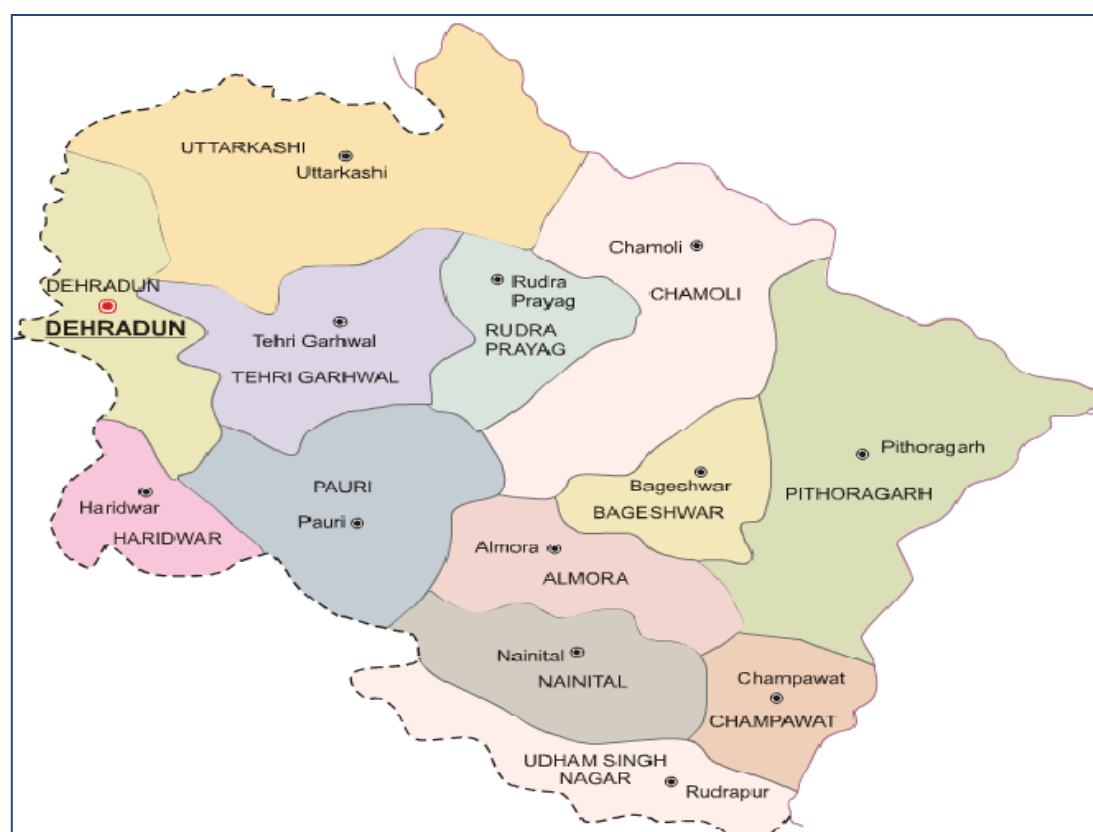 UTTARKASHI
Uttarkashi
Chamoli
CHAMOLI
DEHRADUN
DEHRADUN
Rudra
Prayag
RUDRA
PRAYAG
Tehri Garhwal
TEHRI GARHWAL
Pithoragarh
PITHORAGARH
Bageshwar
BAGESHWAR
PAURI
Pauri
Haridwar
HARIDWAR
Almora
ALMORA
Nainital
NAINITAL
Champawat
CHAMPAWAT
UDHAM SINGH
NAGAR
Rudrapur